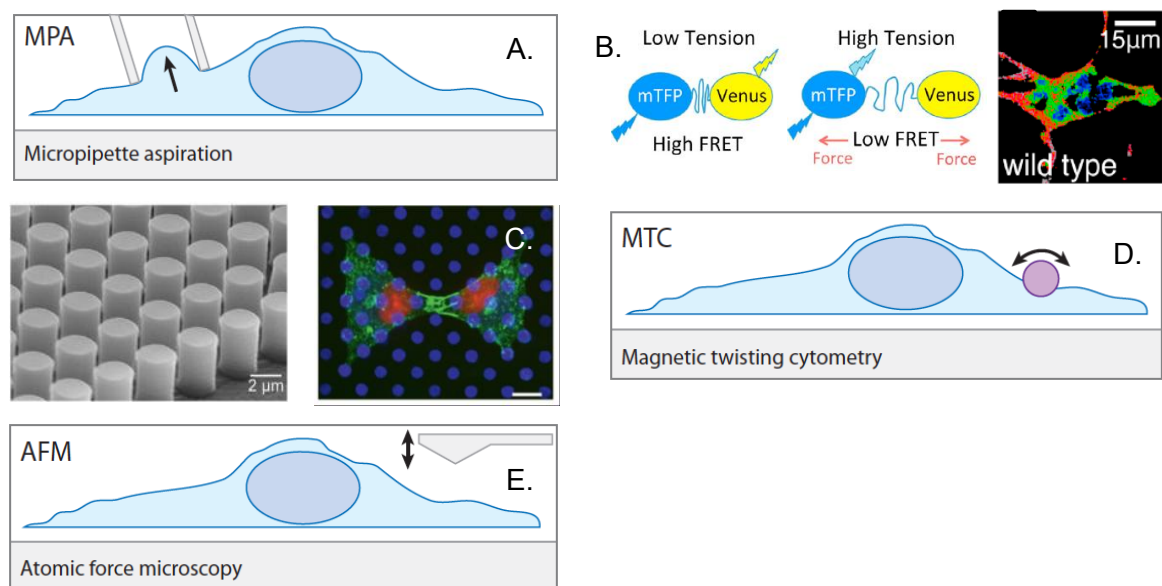 MPA
A.
Micropipette aspiration
B.
Low Tension
High Tension
mTFP
Venus
mTFP
Venus
High FRET
Low FRET
Force
Force
15µm
wild type
2 µm
C.
MTC
D.
Magnetic twisting cytometry
AFM
E.
Atomic force microscopy